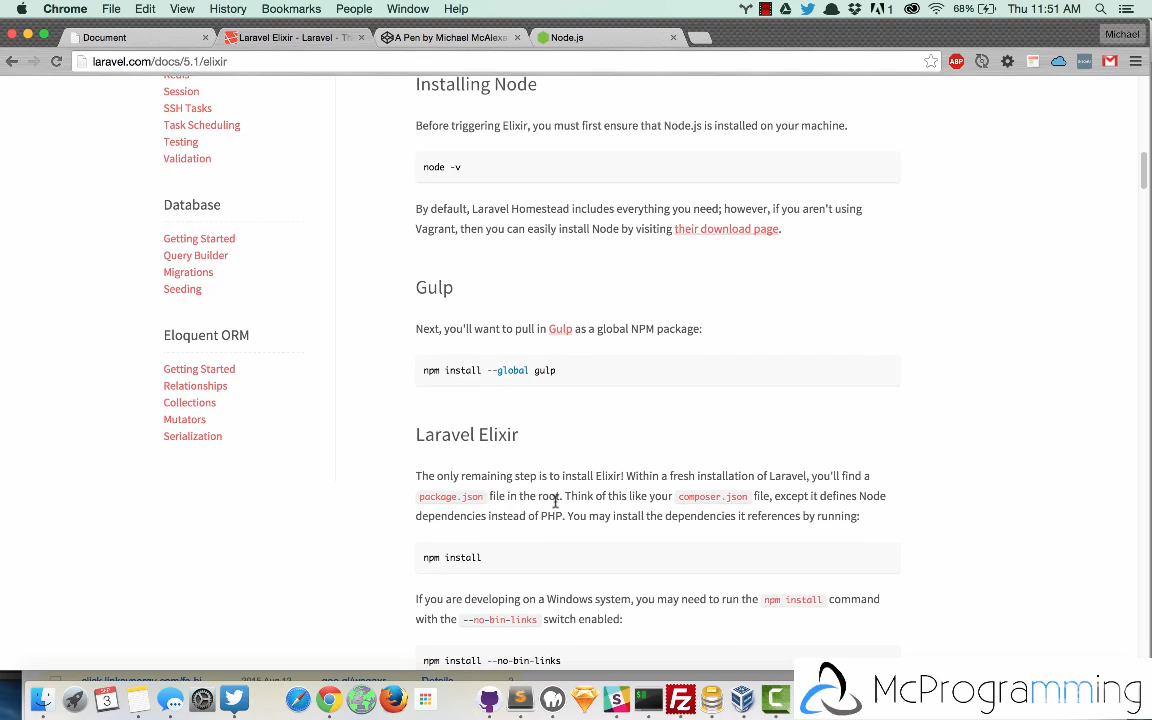 Chrome File Edit View History Bookmarks People Window Help
1 68% Thu 11:51 AM
Document
Laravel Elixir - Laravel - Th
A Pen by Michael McAlexa
Node.js
Michael
laravel.com/docs/5.1/elixir
ABP
Redis
Session
SSH Tasks
Task Scheduling
Testing
Validation
Database
Getting Started
Query Builder
Migrations
Seeding
Eloquent ORM
Getting Started
Relationships
Collections
Mutators
Serialization
Installing Node
Before triggering Elixir, you must first ensure that Node.js is installed on your machine.
node -v
By default, Laravel Homestead includes everything you need; however, if you aren't using
Vagrant, then you can easily install Node by visiting their download page.
Gulp
Next, you'll want to pull in Gulp as a global NPM package:
npm install --global gulp
Laravel Elixir
The only remaining step is to install Elixir! Within a fresh installation of Laravel, you'll find a
package.json file in the root. Think of this like your composer.json file, except it defines Node
dependencies instead of PHP. You may install the dependencies it references by running:
npm install
If you are developing on a Windows system, you may need to run the npm install command
with the --no-bin-links switch enabled:
npm install --no-bin-links
SEP
3
McProgramming